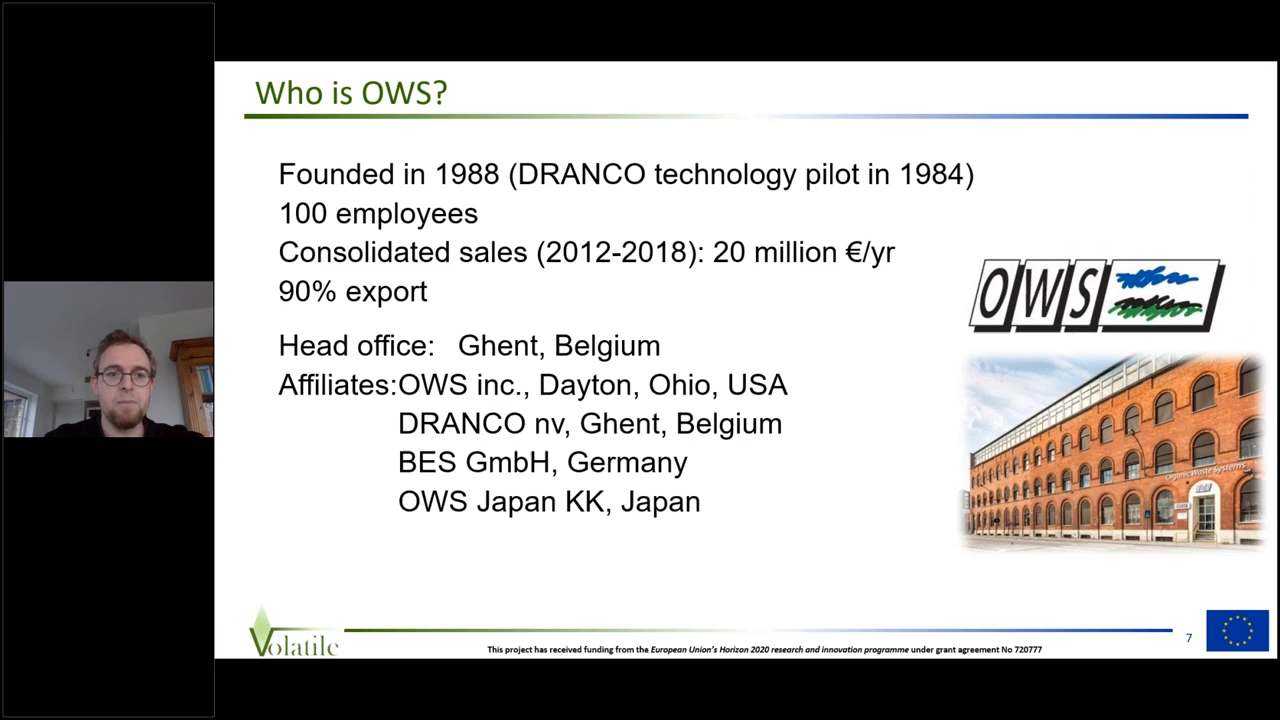 Who is OWS?
Founded in 1988 (DRANCO technology pilot in 1984)
100 employees
Consolidated sales (2012-2018): 20 million €/yr
90% export
OWS
Head office: Ghent, Belgium
Affiliates:OWS inc., Dayton, Ohio, USA
DRANCO nv, Ghent, Belgium
BES GmbH, Germany
OWS Japan KK, Japan
Organic Waste Systems
Volatile
This project has received funding from the European Union's Horizon 2020 research and innovation programme under grant agreement No 720777
7